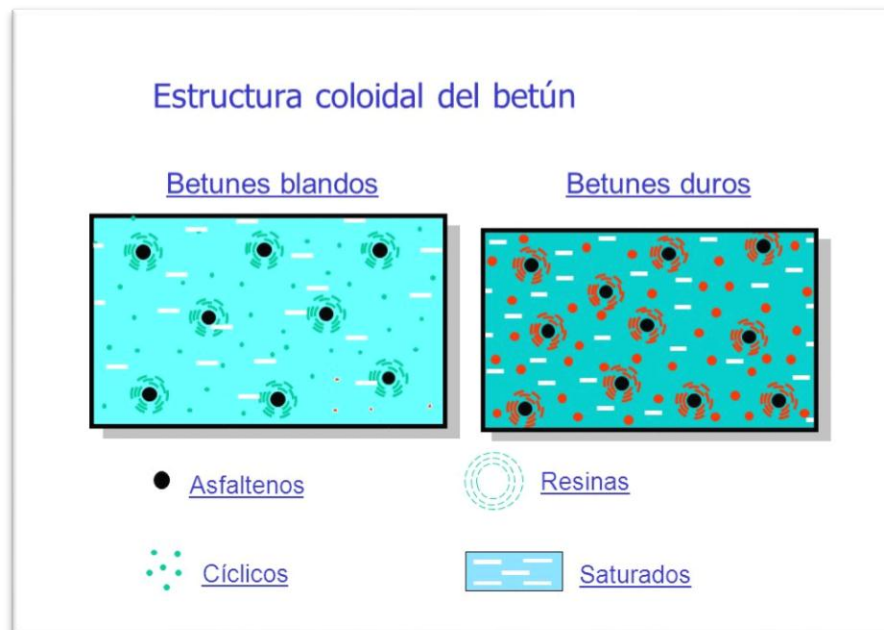 Estructura coloidal del betún
Betunes blandos
Betunes duros
Asfaltenos
Resinas
Cíclicos
Saturados